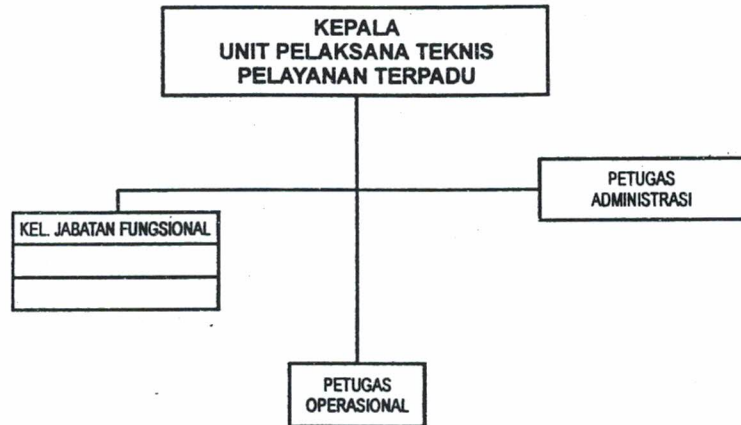 KEPALA
UNIT PELAKSANA TEKNIS
PELAYANAN TERPADU
PETUGAS
ADMINISTRASI
KEL. JABATAN FUNGSIONAL
PETUGAS
OPERASIONAL